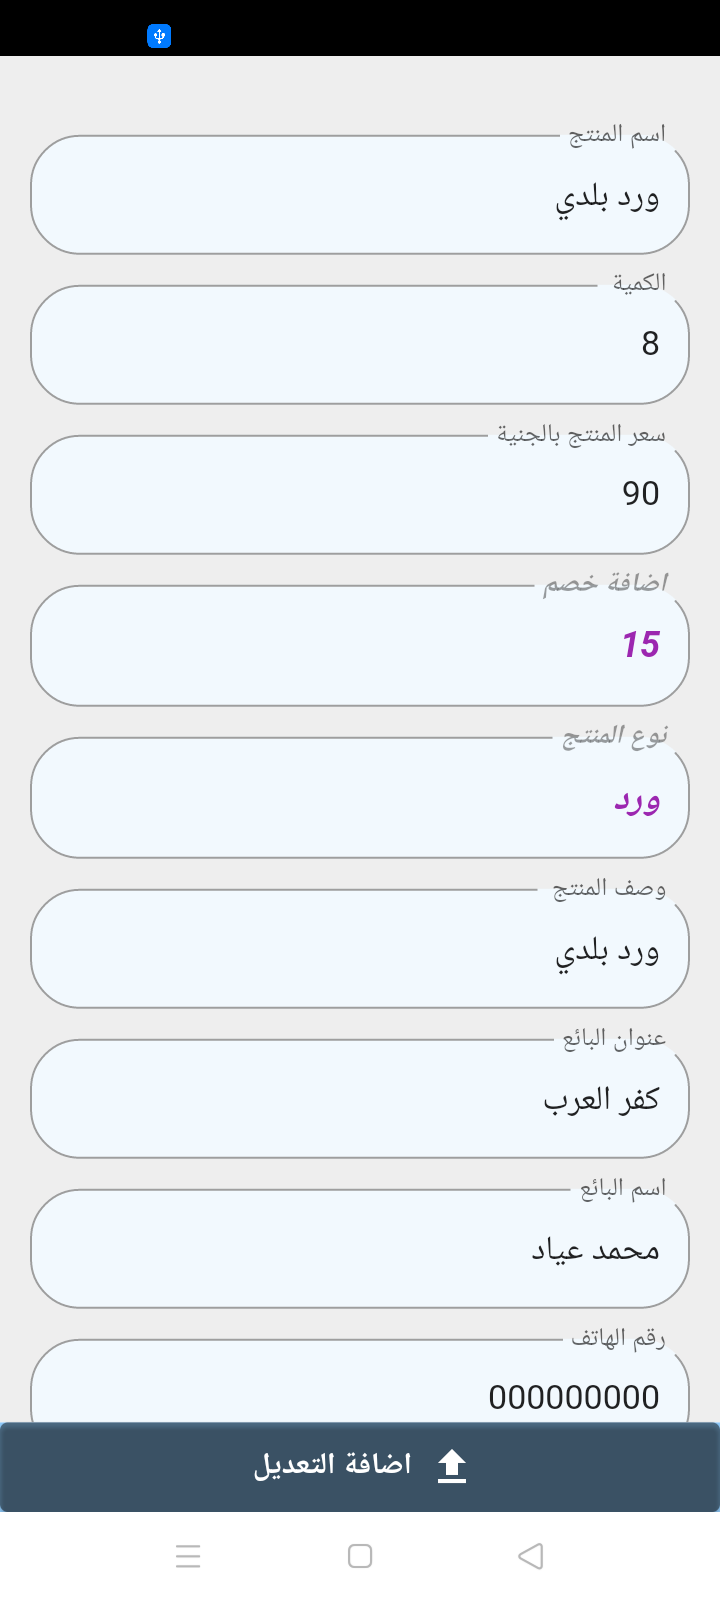 اسم المنتج
ورد بلدي
الكمية
8
سعر المنتج بالجنية
90
اضافة خصم
15
نوع المنتج
ورد
وصف المنتج
ورد بلدي
عنوان البائع
كفر العرب
اسم البائع
محمد عياد
رقم الهاتف
000000000
اضافة التعديل